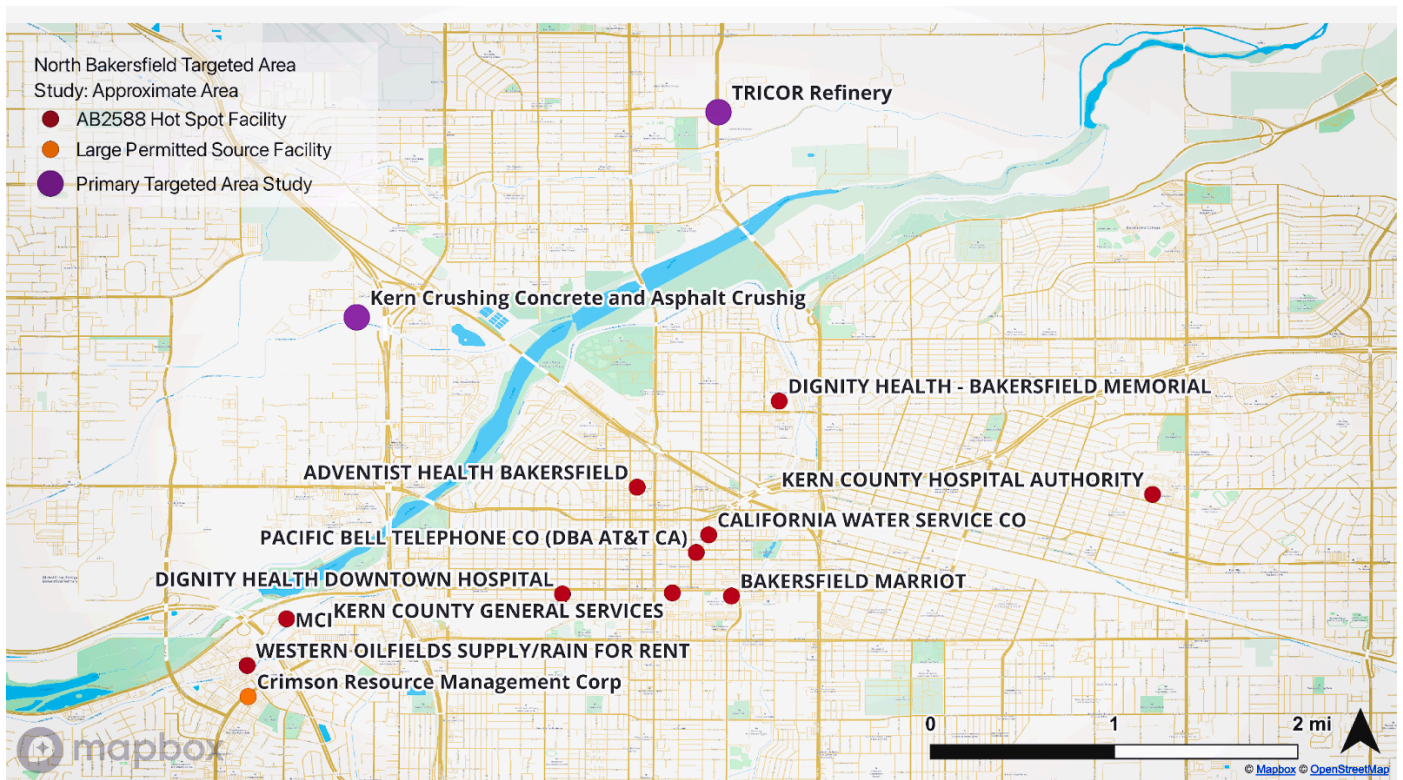 North Bakersfield Targeted Area
Study: Approximate Area
AB2588 Hot Spot Facility
Large Permitted Source Facility
Primary Targeted Area Study
TRICOR Refinery
Kern Crushing Concrete and Asphalt Crushig
DIGNITY HEALTH - BAKERSFIELD MEMORIAL
ADVENTIST HEALTH BAKERSFIELD
KERN COUNTY HOSPITAL AUTHORITY
CALIFORNIA WATER SERVICE CO
PACIFIC BELL TELEPHONE CO (DBA AT&T CA)
DIGNITY HEALTH DOWNTOWN HOSPITAL
BAKERSFIELD MARRIOT
KERN COUNTY GENERAL SERVICES
MCI
WESTERN OILFIELDS SUPPLY/RAIN FOR RENT
Crimson Resource Management Corp
0 1 2 mi
mapbox
© Mapbox © OpenStreetMap